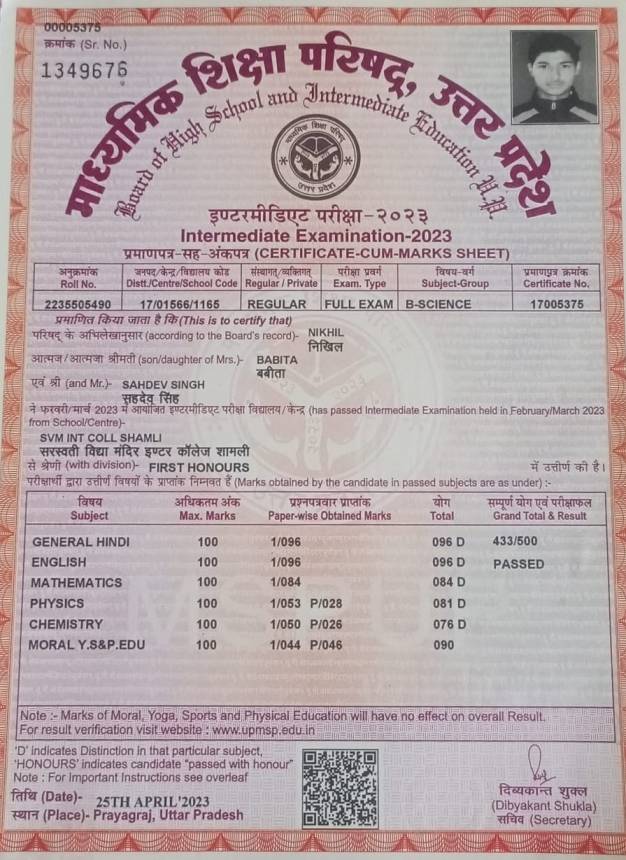 00005375
क्रमांक (Sr. No.)
1349676
माध्यमिक शिक्षा परिषद्, उत्तर प्रदेश
Board of High School and Intermediate Education U.P.
माध्यमिक शिक्षा परिषद्
उत्तर प्रदेश
इण्टरमीडिएट परीक्षा-२०२३
Intermediate Examination-2023
प्रमाणपत्र-सह-अंकपत्र (CERTIFICATE-CUM-MARKS SHEET)
अनुक्रमांक जनपद/केन्द्र/विद्यालय कोड संस्थागत/व्यक्तिगत परीक्षा प्रवर्ग विषय-वर्ग प्रमाणपत्र क्रमांक
Roll No. Distt./Centre/School Code Regular / Private Exam. Type Subject-Group Certificate No.
2235505490 17/01566/1165 REGULAR FULL EXAM B-SCIENCE 17005375
प्रमाणित किया जाता है कि (This is to certify that)
परिषद् के अभिलेखानुसार (according to the Board's record)- NIKHIL
निखिल
आत्मज/आत्मजा श्रीमती (son/daughter of Mrs.)- BABITA
बबीता
एवं श्री (and Mr.)- SAHDEV SINGH
सहदेव सिंह
ने फरवरी/मार्च 2023 में आयोजित इण्टरमीडिएट परीक्षा विद्यालय/केन्द्र (has passed Intermediate Examination held in February/March 2023
from School/Centre)-
SVM INT COLL SHAMLI
सरस्वती विद्या मंदिर इण्टर कॉलेज शामली
से श्रेणी (with division)- FIRST HONOURS में उत्तीर्ण की है।
परीक्षार्थी द्वारा उत्तीर्ण विषयों के प्राप्तांक निम्नवत हैं (Marks obtained by the candidate in passed subjects are as under) :-
विषय अधिकतम अंक प्रश्नपत्रवार प्राप्तांक योग सम्पूर्ण योग एवं परीक्षाफल
Subject Max. Marks Paper-wise Obtained Marks Total Grand Total & Result
GENERAL HINDI 100 1/096 096 D 433/500
ENGLISH 100 1/096 096 D PASSED
MATHEMATICS 100 1/084 084 D
PHYSICS 100 1/053 P/028 081 D
CHEMISTRY 100 1/050 P/026 076 D
MORAL Y.S&P.EDU 100 1/044 P/046 090
Note :- Marks of Moral, Yoga, Sports and Physical Education will have no effect on overall Result.
For result verification visit website : www.upmsp.edu.in
'D' indicates Distinction in that particular subject,
'HONOURS' indicates candidate "passed with honour"
Note : For Important Instructions see overleaf
तिथि (Date)- 25TH APRIL'2023
स्थान (Place)- Prayagraj, Uttar Pradesh
दिव्यकान्त शुक्ल
(Dibyakant Shukla)
सचिव (Secretary)